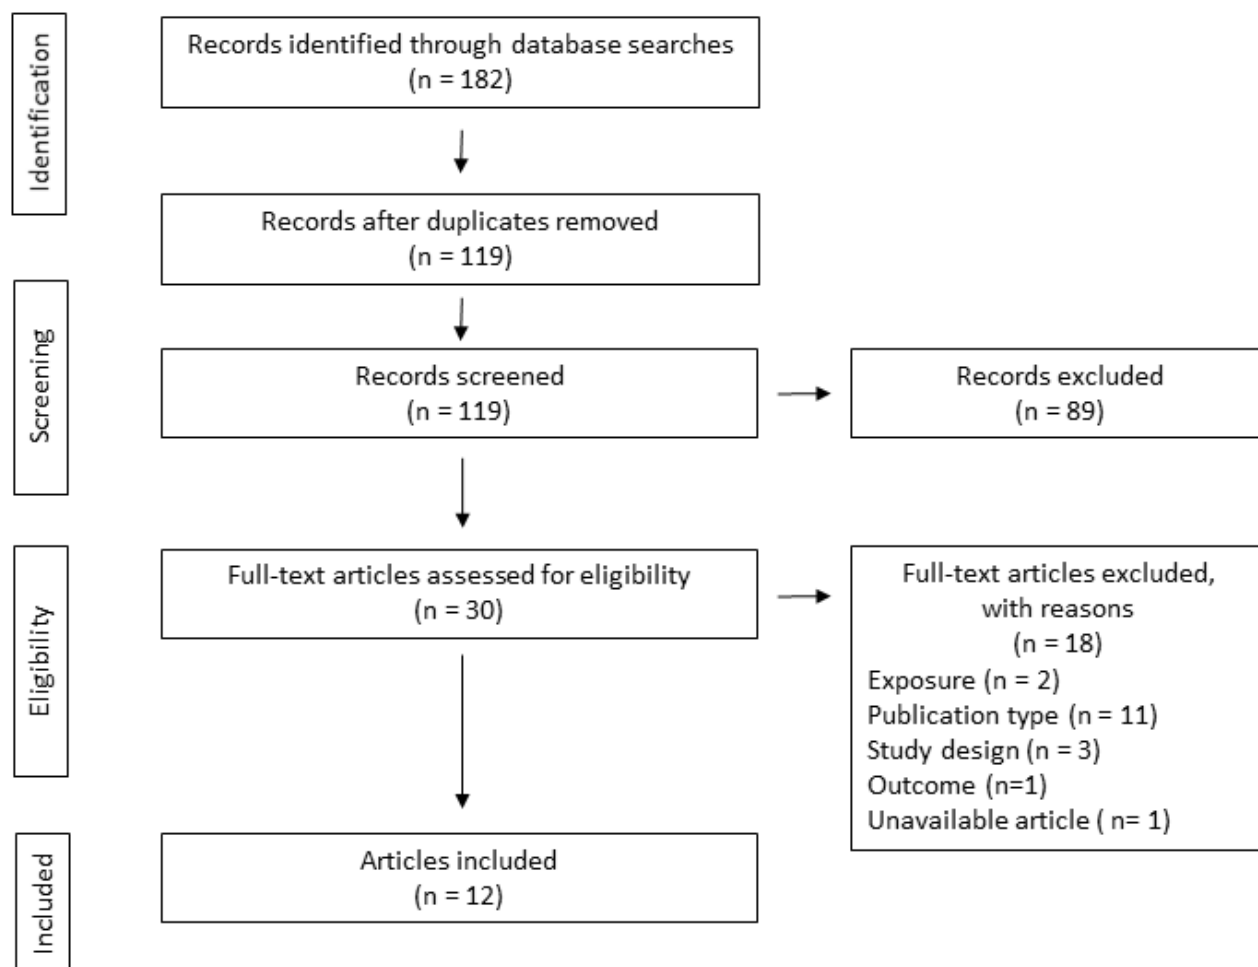 Identification
Records identified through database searches
(n = 182)
Records after duplicates removed
(n = 119)
Screening
Records screened
(n = 119)
Records excluded
(n = 89)
Eligibility
Full-text articles assessed for eligibility
(n = 30)
Full-text articles excluded,
with reasons
(n = 18)
Exposure (n = 2)
Publication type (n = 11)
Study design (n = 3)
Outcome (n=1)
Unavailable article ( n= 1)
Included
Articles included
(n = 12)